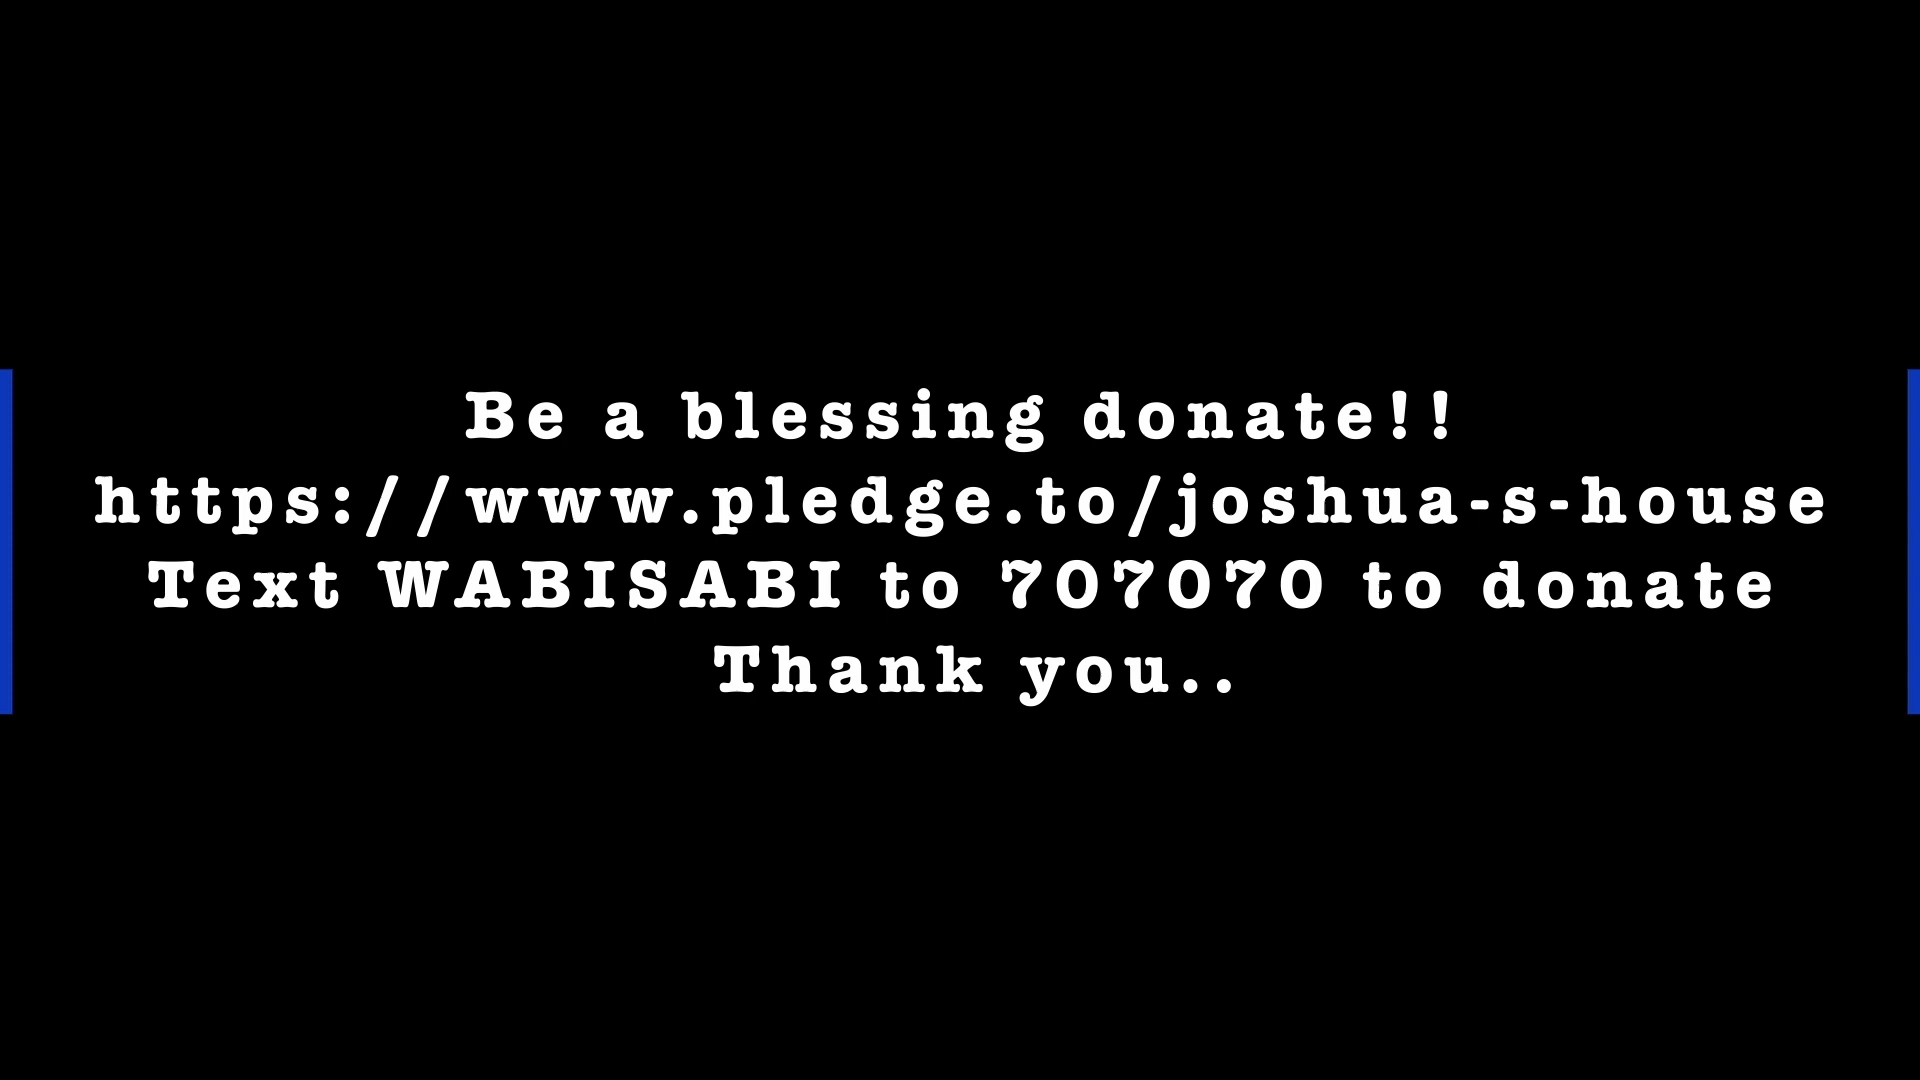 Be a blessing donate!!
https://www.pledge.to/joshua-s-house
Text WABISABI to 707070 to donate
Thank you..